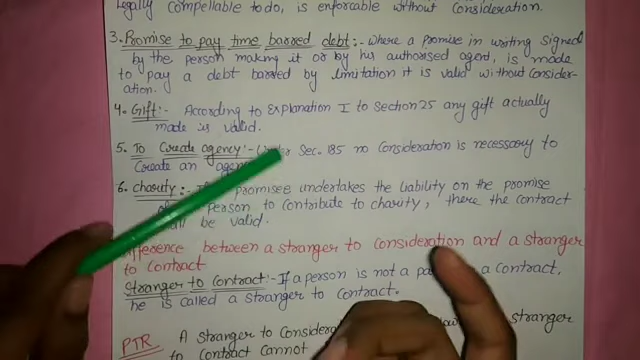 Legally compellable to do, is enforceable without Consideration.
3. Promise to pay time barred debt:- where a promise in writing signed
by the person making it or by his authorised agent, is made
to pay a debt barred by limitation it is valid without consider-
ation.
4. Gift:- According to Explanation I to Section 25 any gift actually
made is valid.
5. To Create agency:- Sec. 185 no Consideration is necessary to
Create an
6. Charity:- promises undertakes the liability on the promise
person to contribute to charity, there the contract
be valid.
between a stranger to consideration and a stranger
to Contract
Stranger to Contract:- If a person is not a a contract,
he is called a stranger to contract.
PTR A Stranger to stranger
to contract cannot